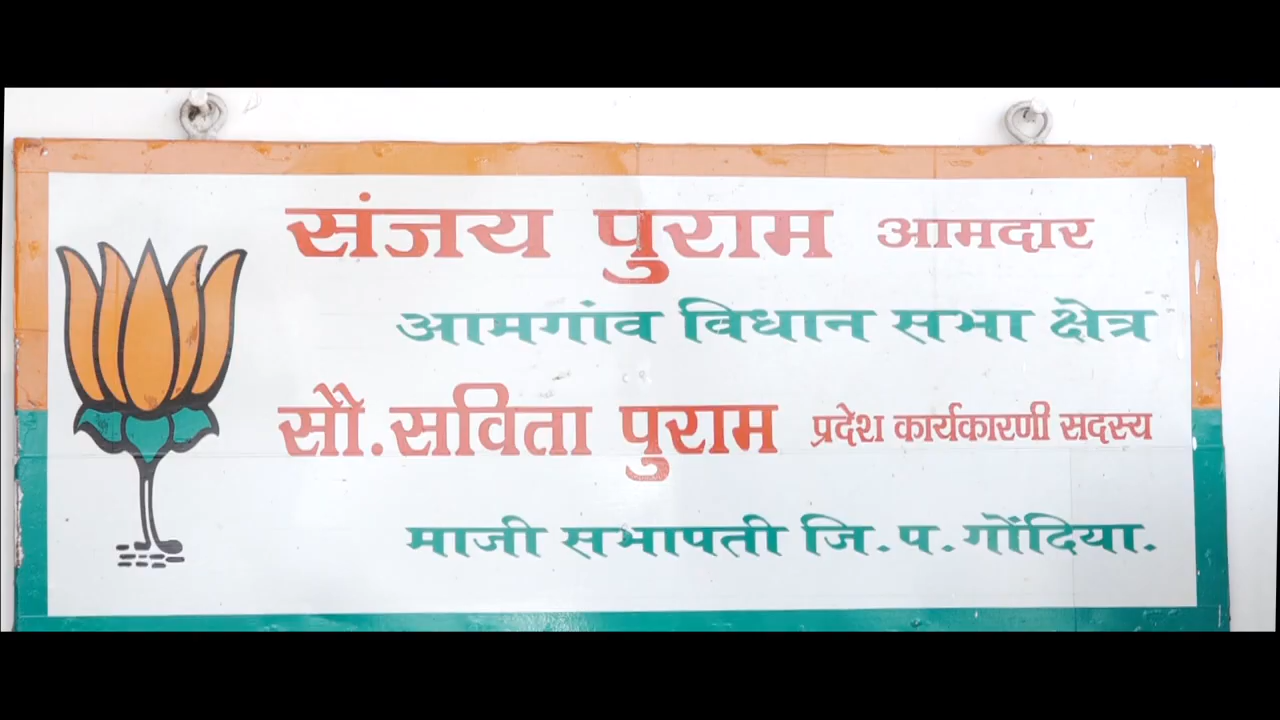 संजय पुराम आमदार
आमगांव विधान सभा क्षेत्र
सौ.सविता पुराम प्रदेश कार्यकारणी सदस्य
माजी सभापती जि.प.गोंदिया.